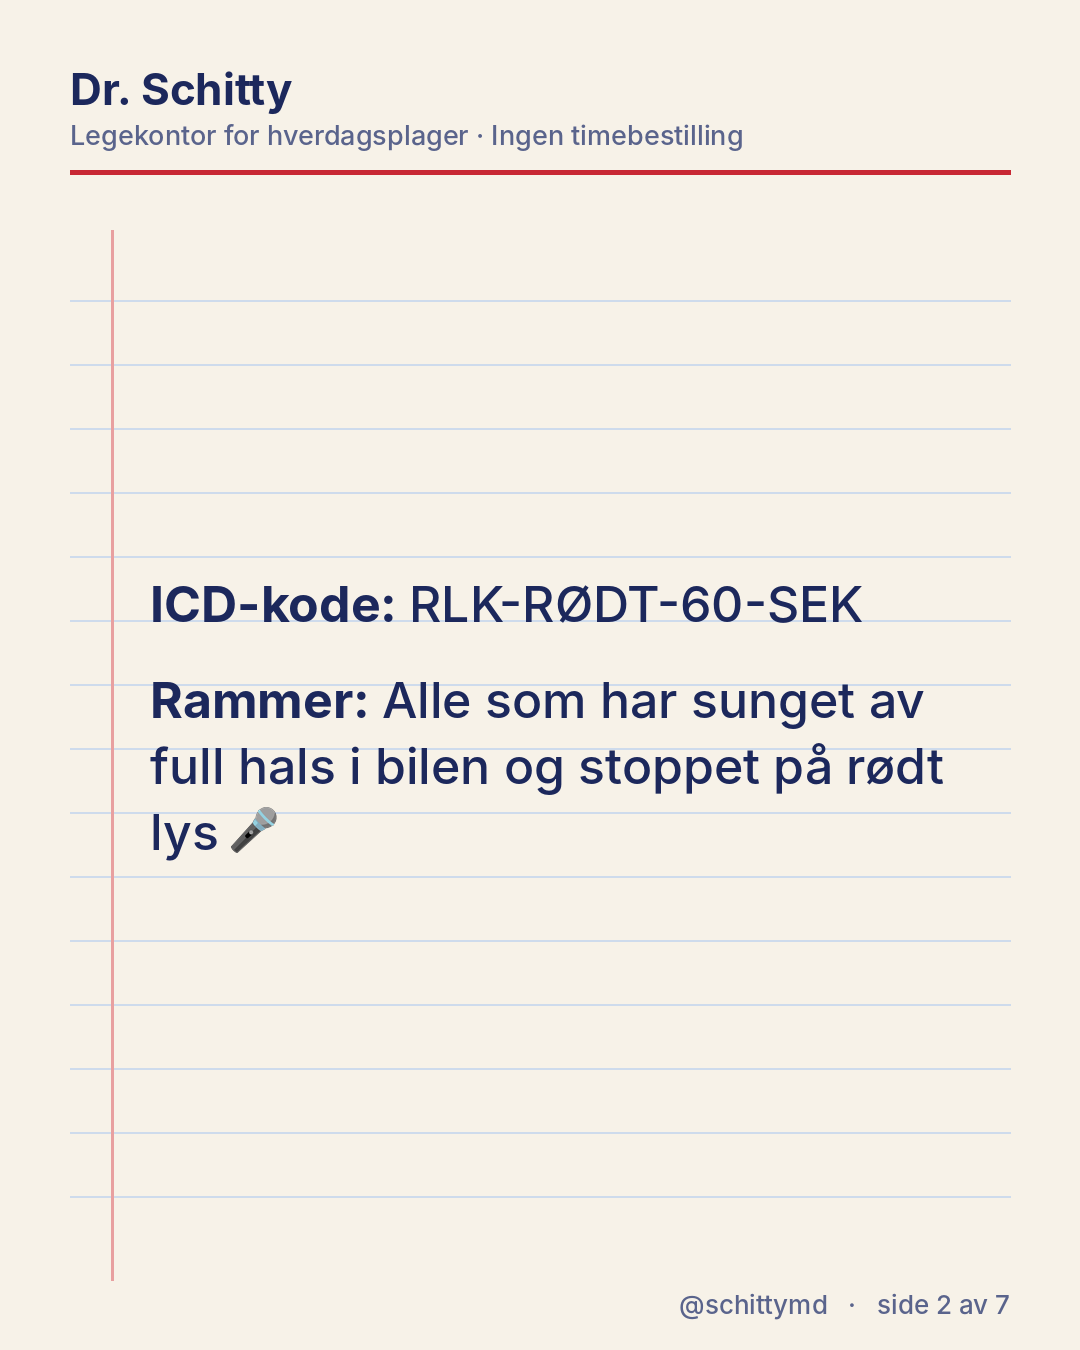 Dr. Schitty
Legekontor for hverdagsplager · Ingen timebestilling
ICD-kode: RLK-RØDT-60-SEK
Rammer: Alle som har sunget av
full hals i bilen og stoppet på rødt
lys 🎤
@schittymd · side 2 av 7